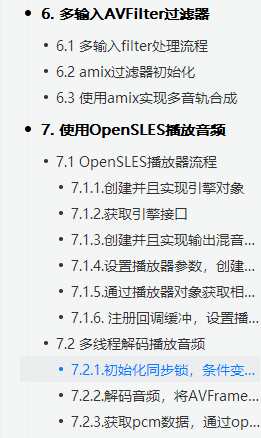 6. 多输入AVFilter过滤器
6.1 多输入filter处理流程
6.2 amix过滤器初始化
6.3 使用amix实现多音轨合成
7. 使用OpenSLES播放音频
7.1 OpenSLES播放器流程
7.1.1.创建并且实现引擎对象
7.1.2.获取引擎接口
7.1.3.创建并且实现输出混音...
7.1.4.设置播放器参数，创建...
7.1.5.通过播放器对象获取相...
7.1.6. 注册回调缓冲，设置播...
7.2 多线程解码播放音频
7.2.1.初始化同步锁，条件变...
7.2.2.解码音频，将AVFrame...
7.2.3.获取pcm数据，通过op...